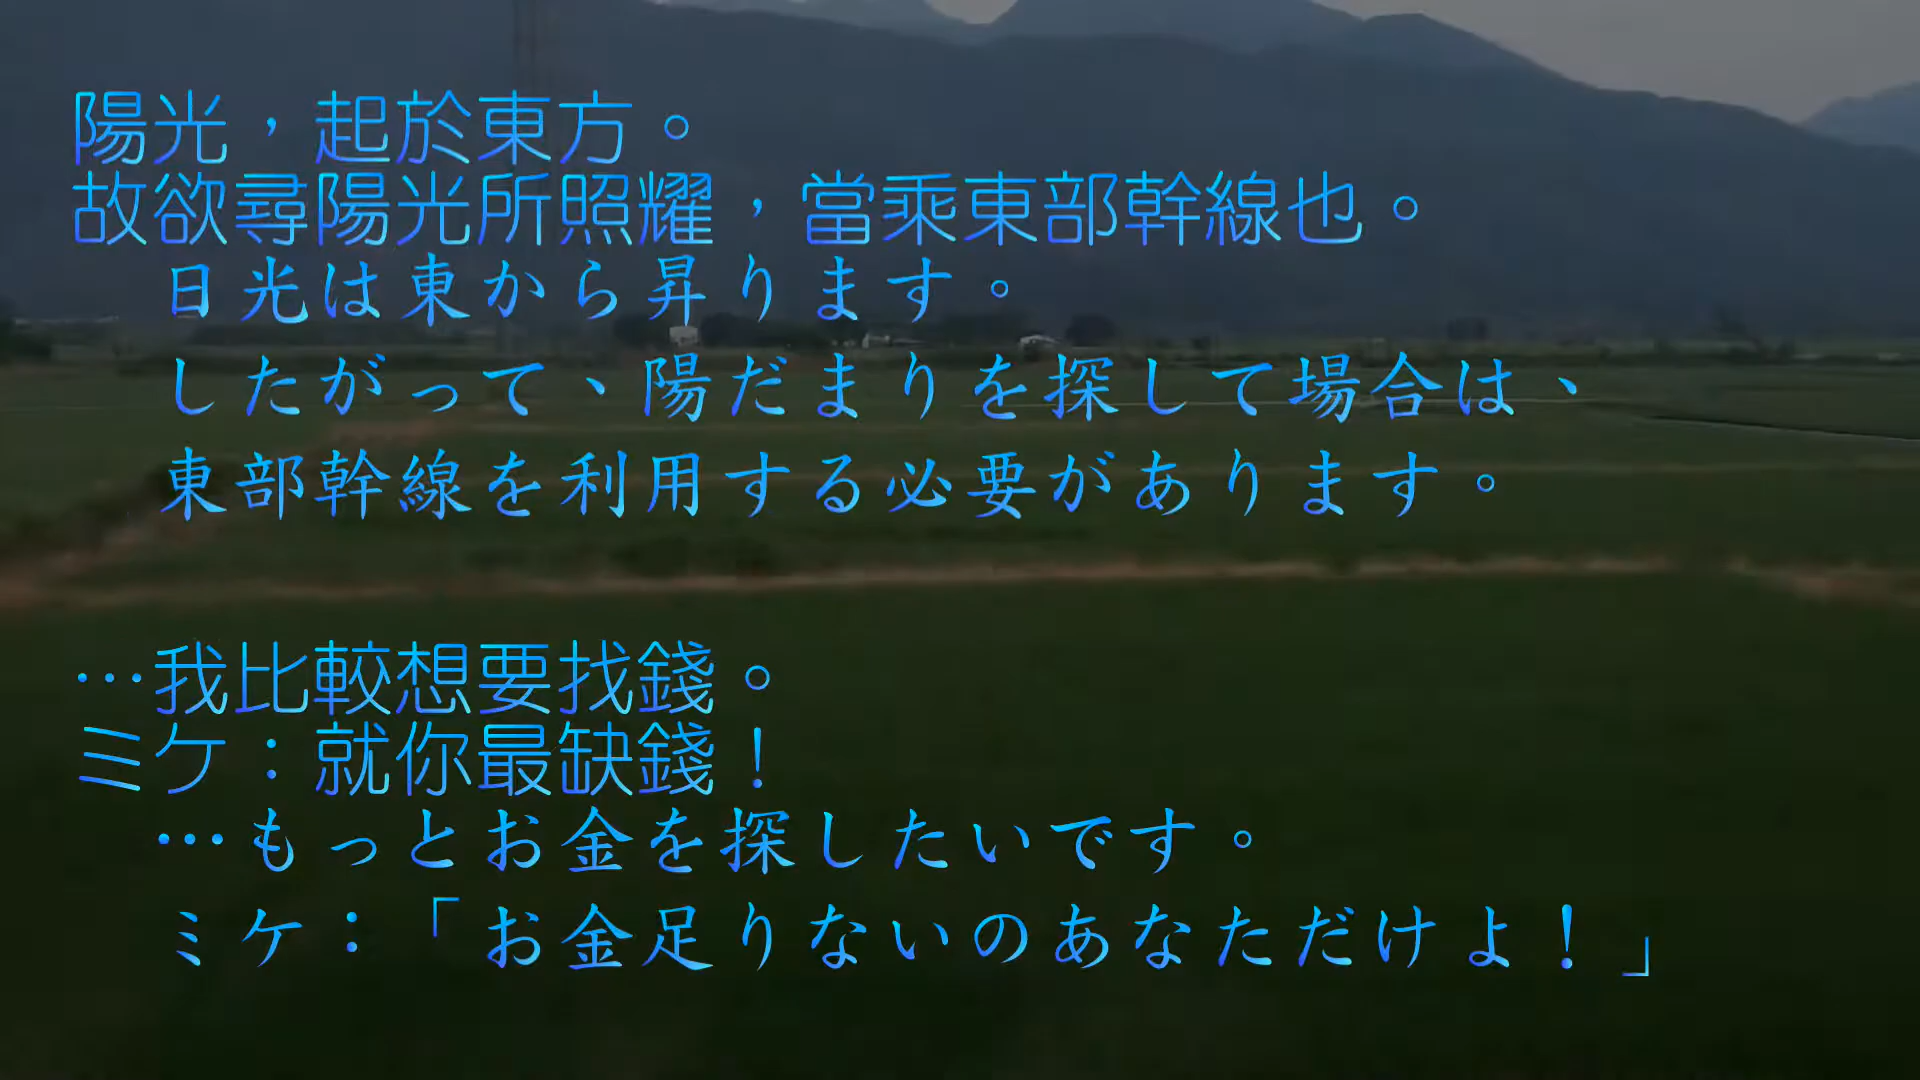 陽光，起於東方。
故欲尋陽光所照耀，當乘東部幹線也。
日光は東から昇ります。
したがって、陽だまりを探して場合は、
東部幹線を利用する必要があります。
…我比較想要找錢。
ミケ：就你最缺錢！
…もっとお金を探したいです。
ミケ：「お金足りないのあなただけよ！」